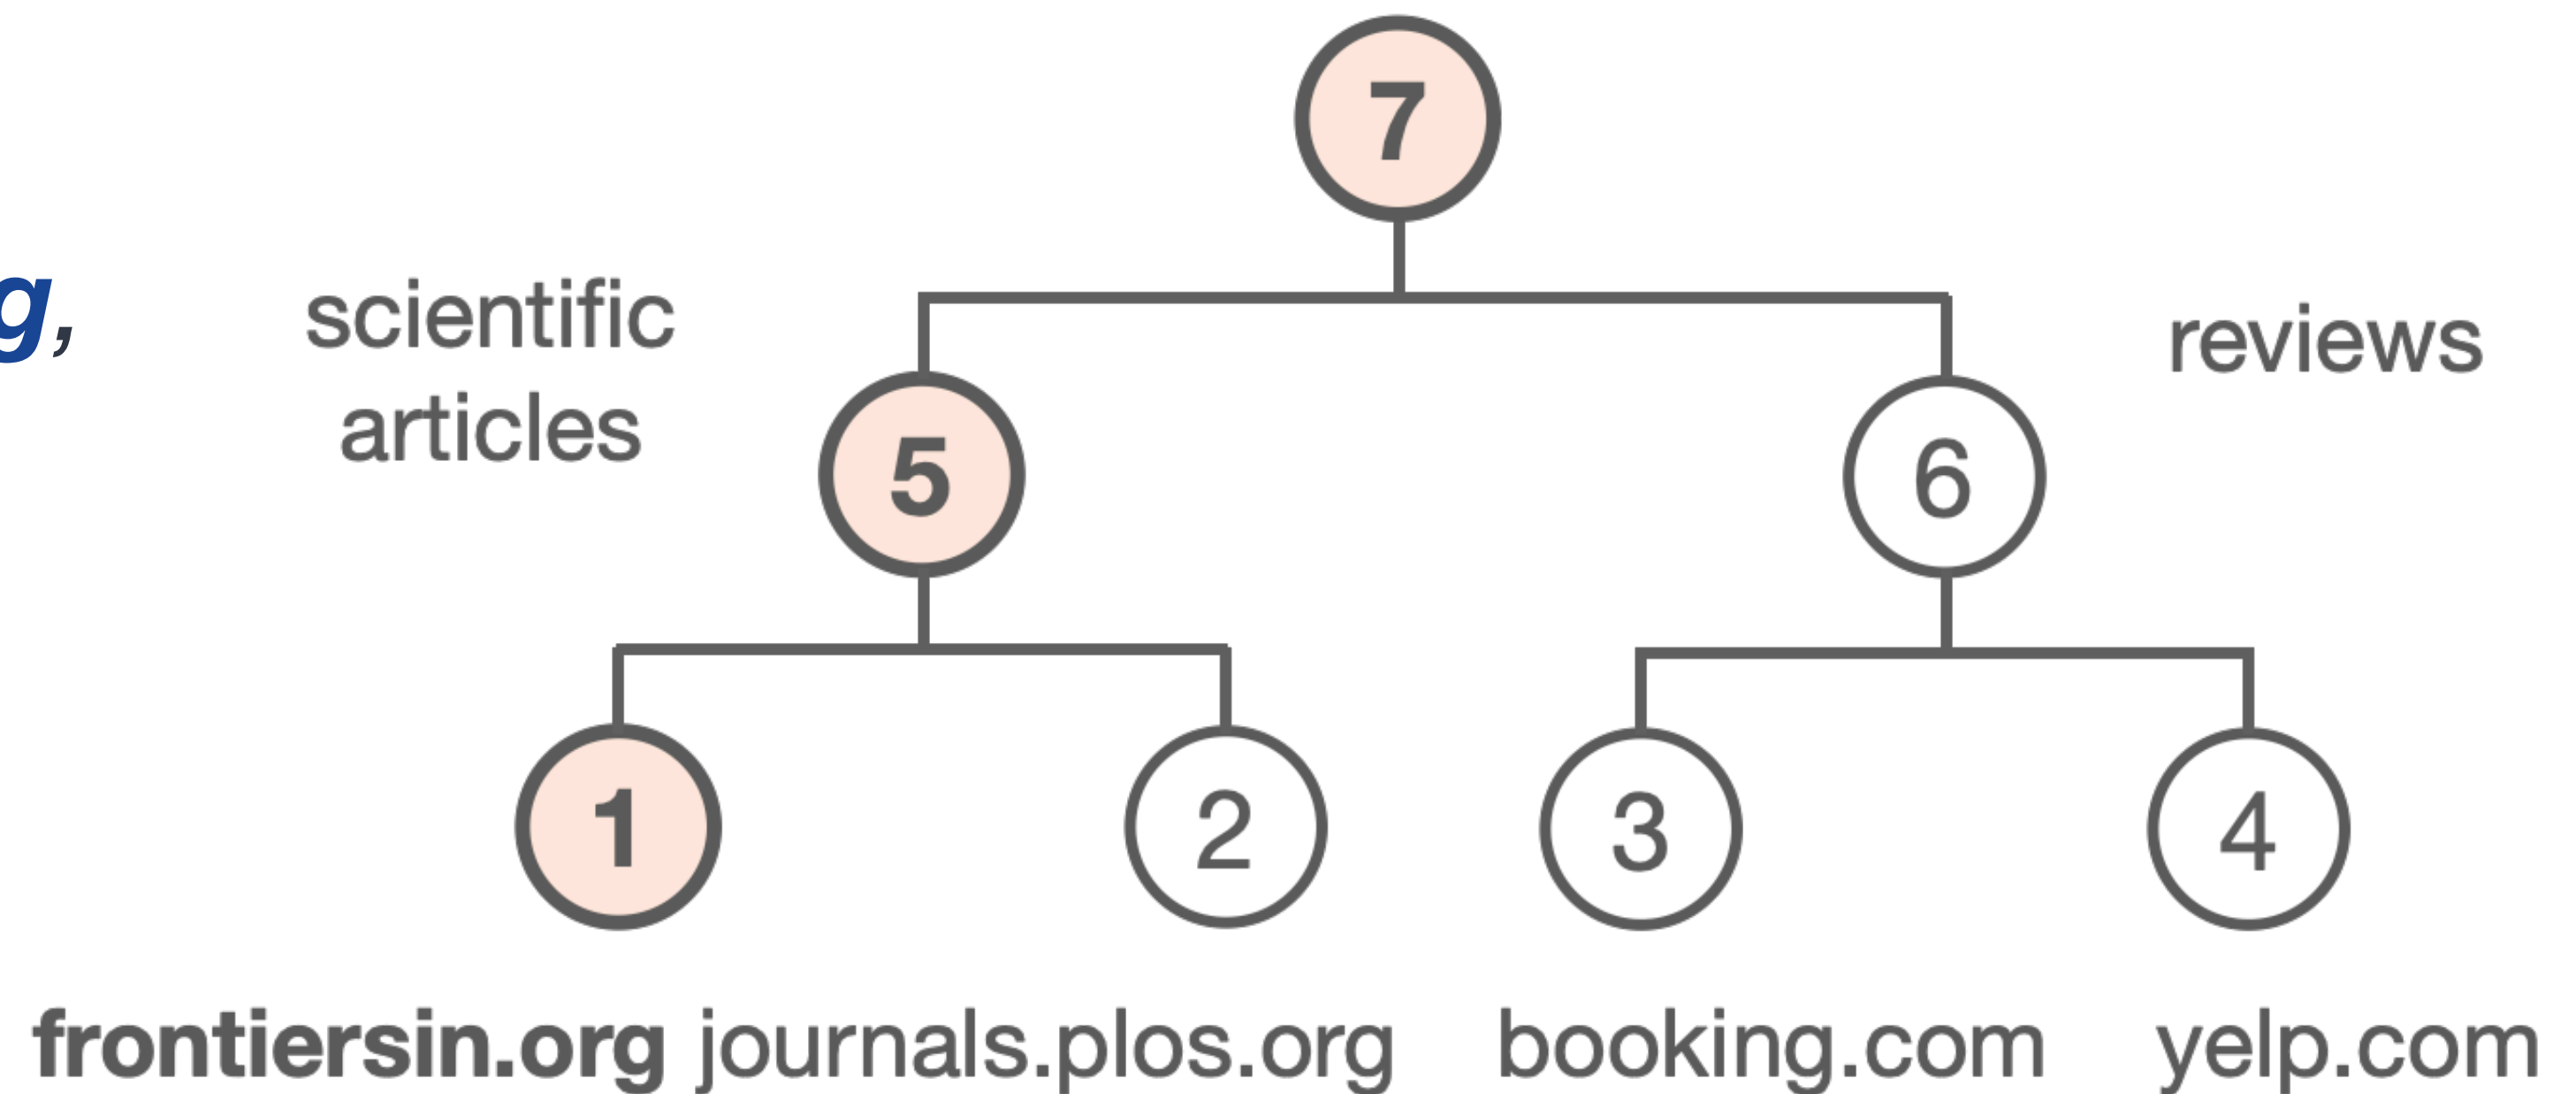 7
g,
scientific
articles
reviews
5
6
1
2
3
4
frontiersin.org journals.plos.org booking.com yelp.com